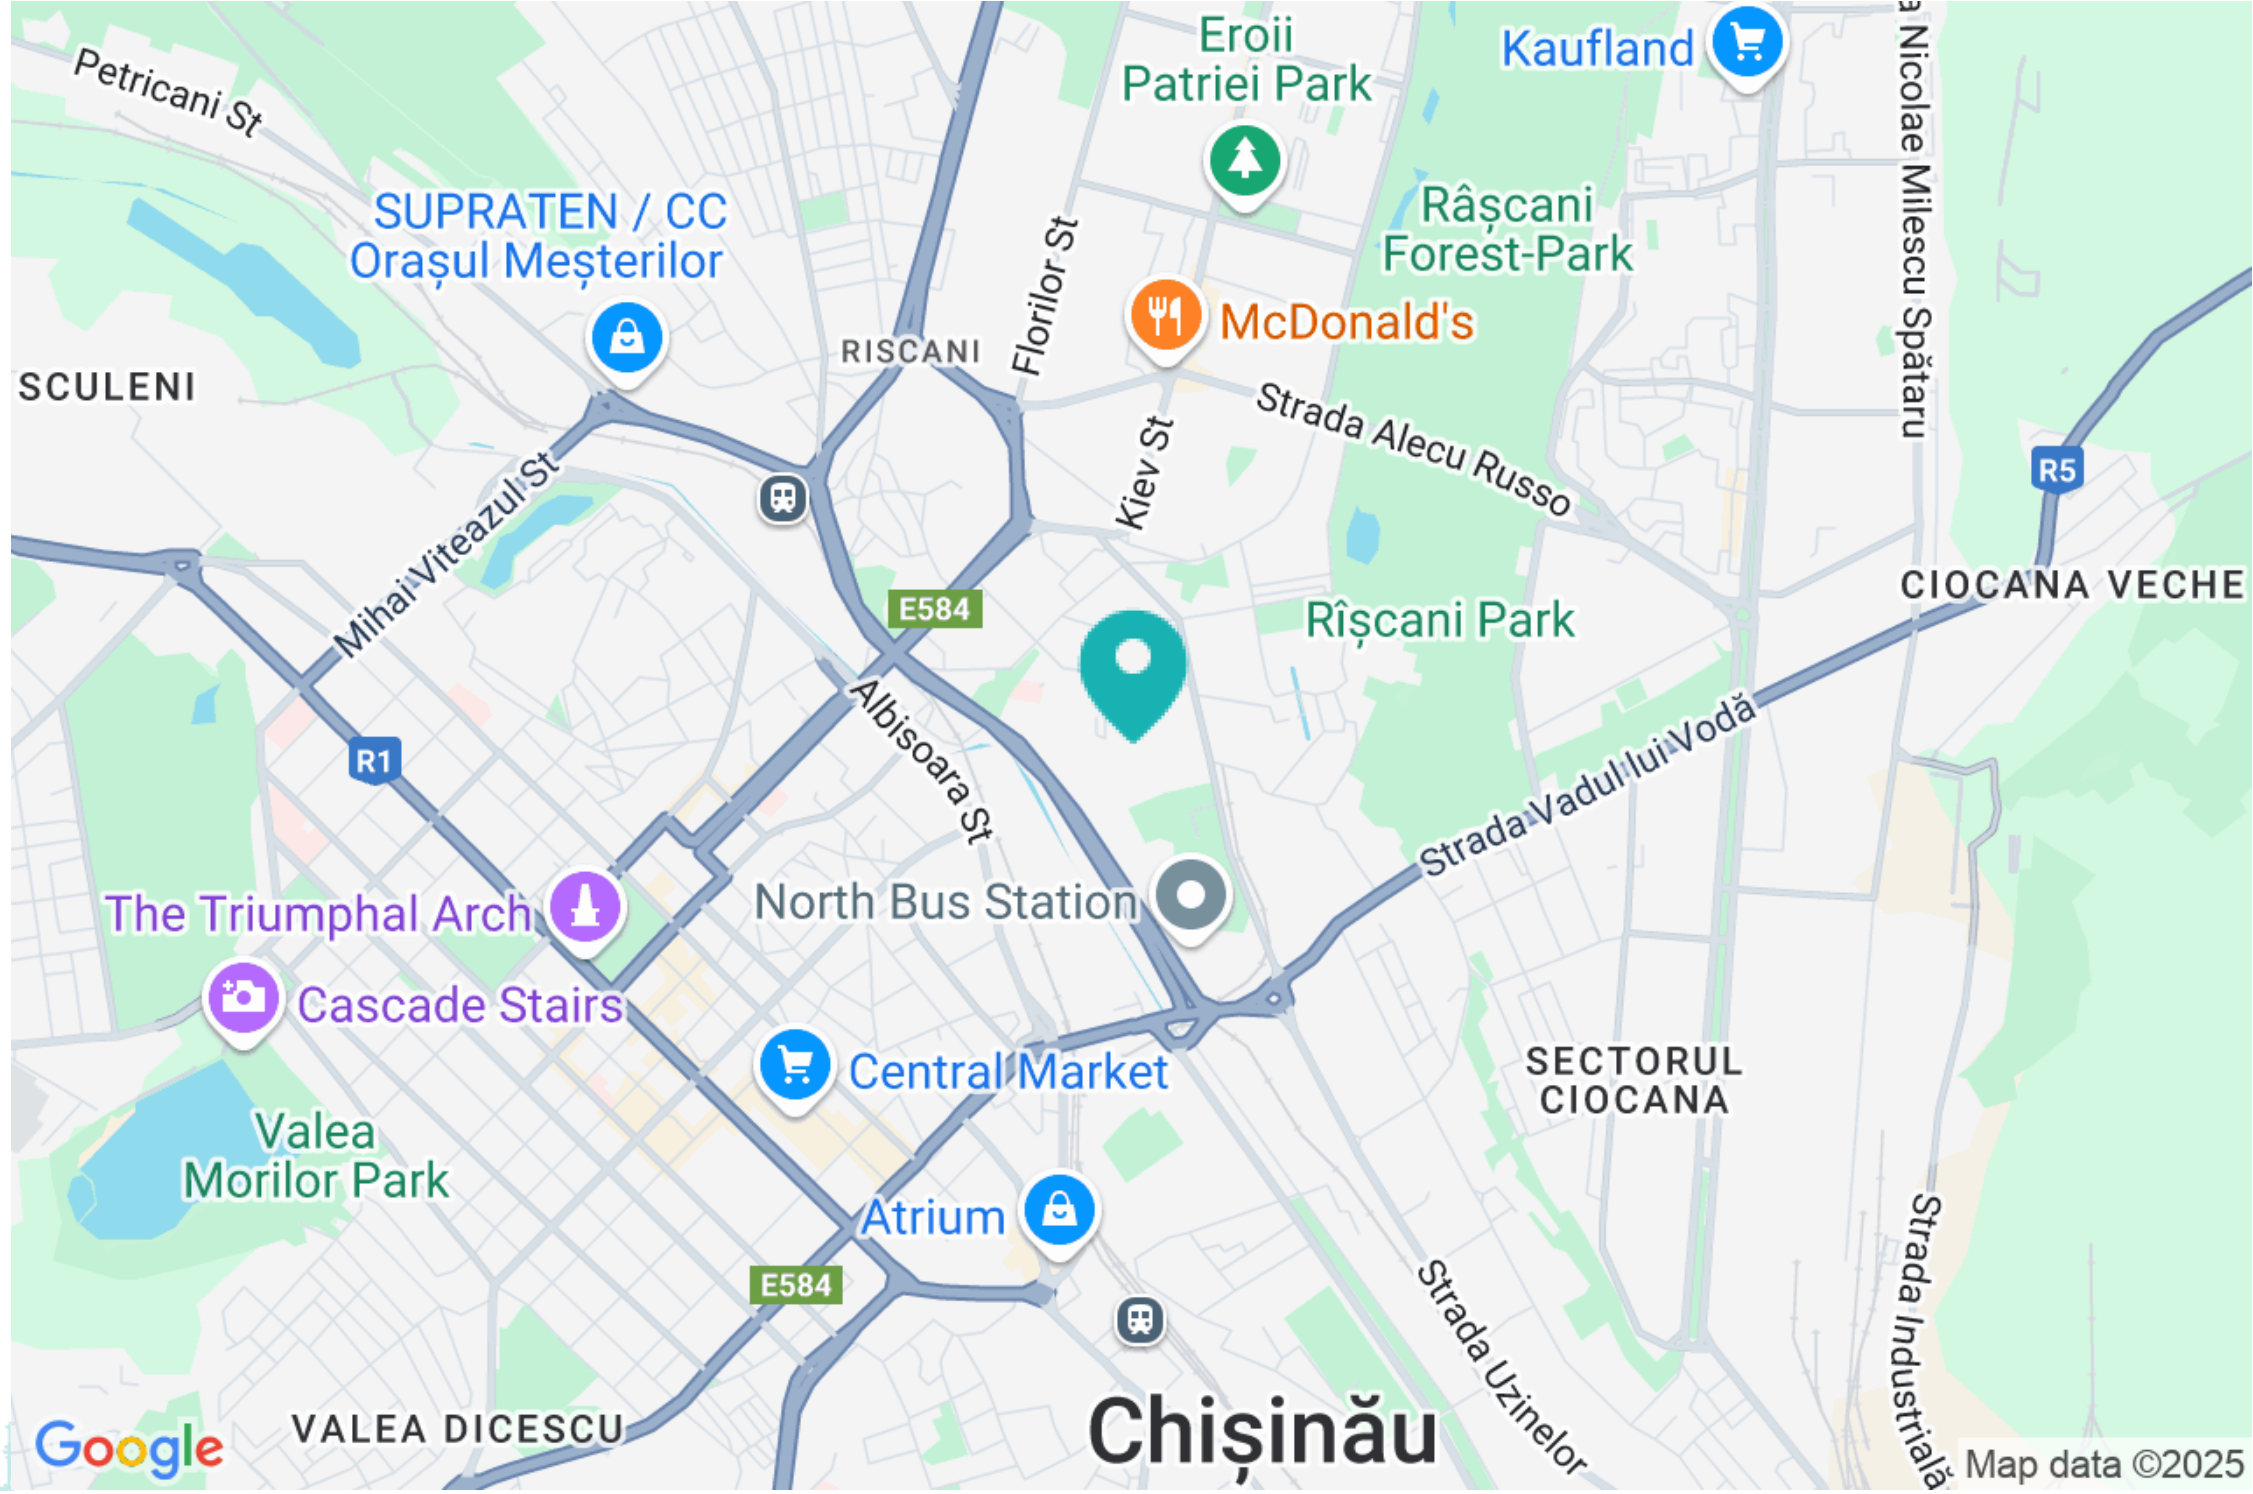 Eroii
Patriei Park
Kaufland
a Nicolae Milescu Spătaru
Petricani St
SUPRATEN / CC
Orașul Meșterilor
Râșcani
Forest-Park
Florilor St
McDonald's
RISCANI
SCULENI
Strada Alecu Russo
Kiev St
R5
Mihai Viteazul St
CIOCANA VECHE
E584
Rîșcani Park
Albisoara St
Strada Vadul lui Vodă
R1
The Triumphal Arch
North Bus Station
Cascade Stairs
Central Market
SECTORUL
CIOCANA
Valea
Morilor Park
Atrium
E584
Strada Uzinelor
Strada Industrială
Chișinău
VALEA DICESCU
Google
Map data ©2025